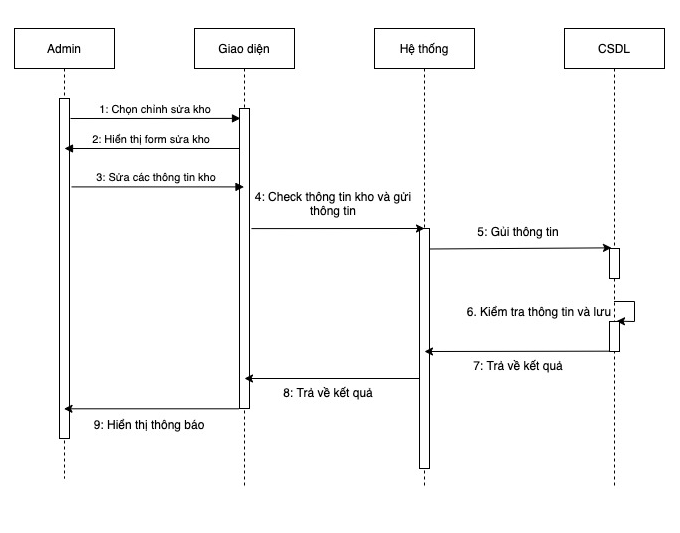 Admin
Giao diện
Hệ thống
CSDL
1: Chọn chính sửa kho
2: Hiển thị form sửa kho
3: Sửa các thông tin kho
4: Check thông tin kho và gửi
thông tin
5: Gủi thông tin
6. Kiểm tra thông tin và lưu
7: Trả về kết quả
8: Trả về kết quả
9: Hiển thị thông báo